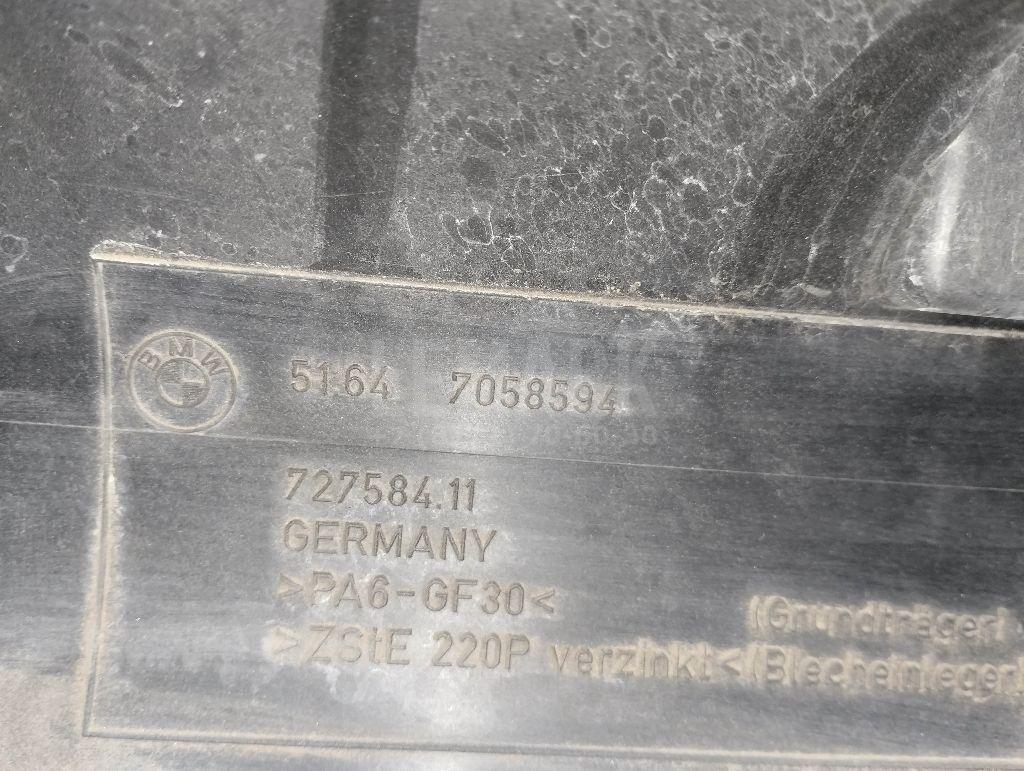 BMW
51.64 7058594
727584.11
GERMANY
>PA6-GF30< (Grundträger)
>ZStE 220P verzinkt< (Blecheinleger)